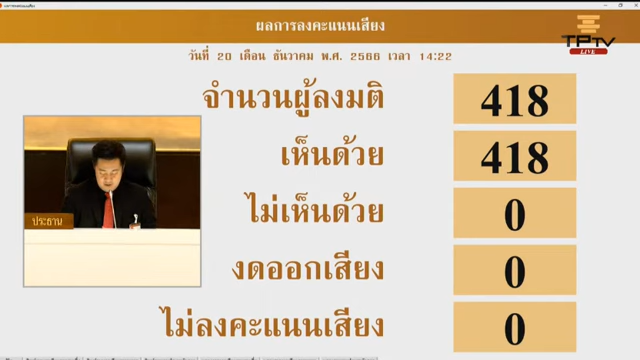 ผลการลงคะแนนเสียง
TPTV
LIVE
วันที่ 20 เดือน ธันวาคม พ.ศ. 2566 เวลา 14:22
จำนวนผู้ลงมติ 418
เห็นด้วย 418
ประธาน
ไม่เห็นด้วย 0
งดออกเสียง 0
ไม่ลงคะแนนเสียง 0